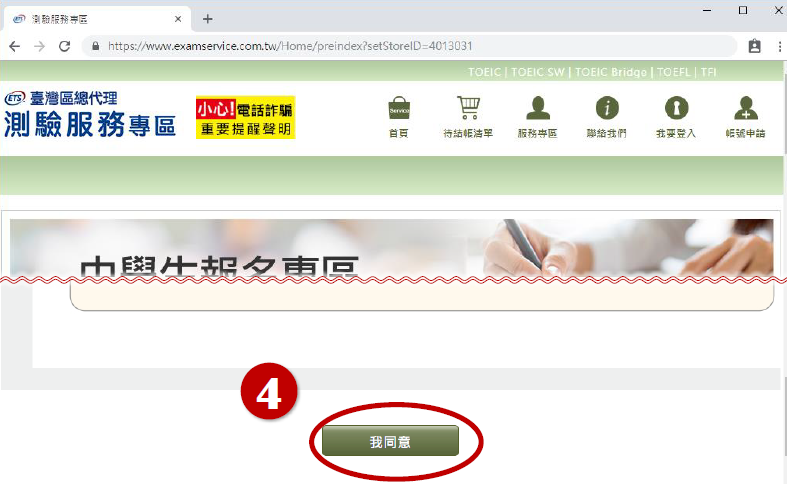 測驗服務專區
https://www.examservice.com.tw/Home/preindex?setStoreID=4013031
TOEIC | TOEIC SW | TOEIC Bridge | TOEFL | TFI
ETS 臺灣區總代理
測驗服務專區
小心! 電話詐騙
重要提醒聲明
Service
首頁
待結帳清單
服務專區
聯絡我們
我要登入
帳號申請
中學生報名專區
4
我同意